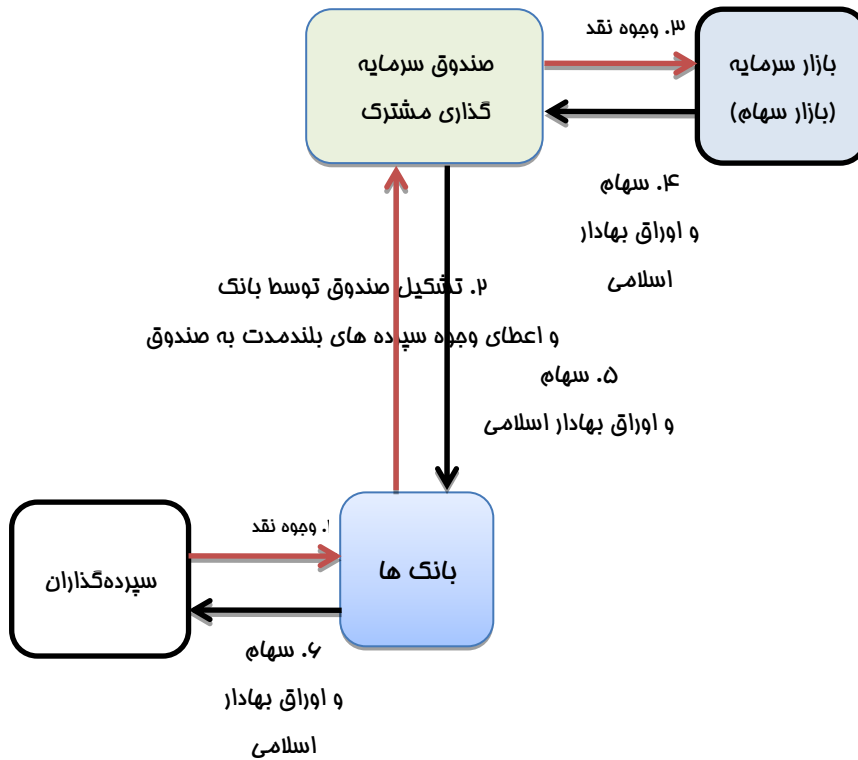 ۳. وجوه نقد
صندوق سرمایه
گذاری مشترک
بازار سرمایه
(بازار سهام)
۴. سهام
و اوراق بهادار
اسلامی
۲. تشکیل صندوق توسط بانک
و اعطای وجوه سپرده های بلندمدت به صندوق
۵. سهام
و اوراق بهادار اسلامی
۱. وجوه نقد
بانک ها
سپرده‌گذاران
۶. سهام
و اوراق بهادار
اسلامی